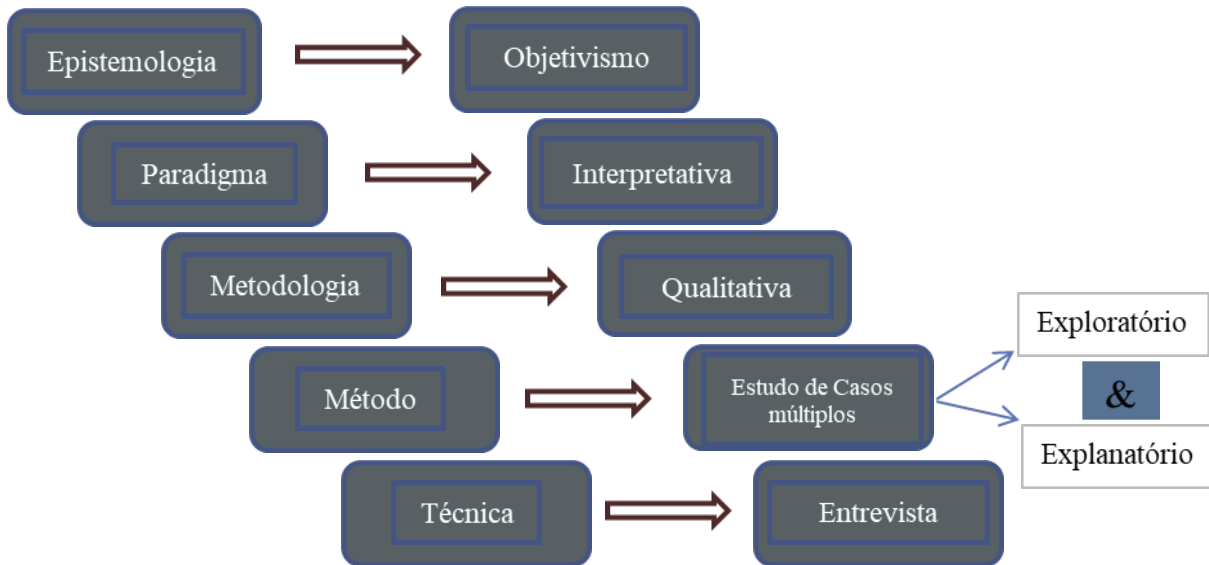 Epistemologia
Objetivismo
Paradigma
Interpretativa
Metodologia
Qualitativa
Método
Estudo de Casos
múltiplos
Exploratório
&
Explanatório
Técnica
Entrevista